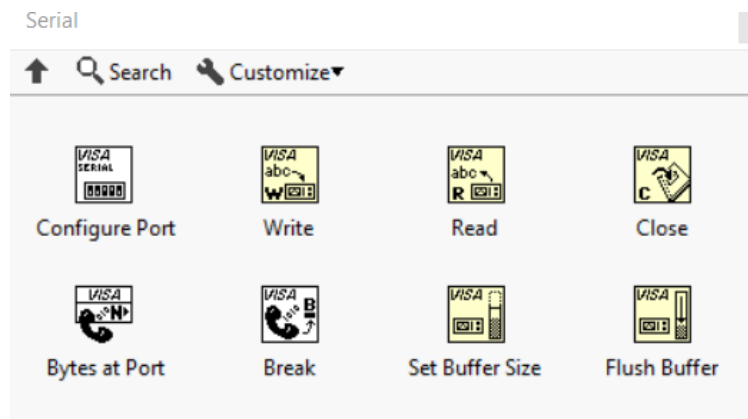 Serial
Search Customize
VISA SERIAL
VISA abc W
VISA abc R
VISA C
Configure Port Write Read Close
VISA N
VISA B
VISA
VISA
Bytes at Port Break Set Buffer Size Flush Buffer